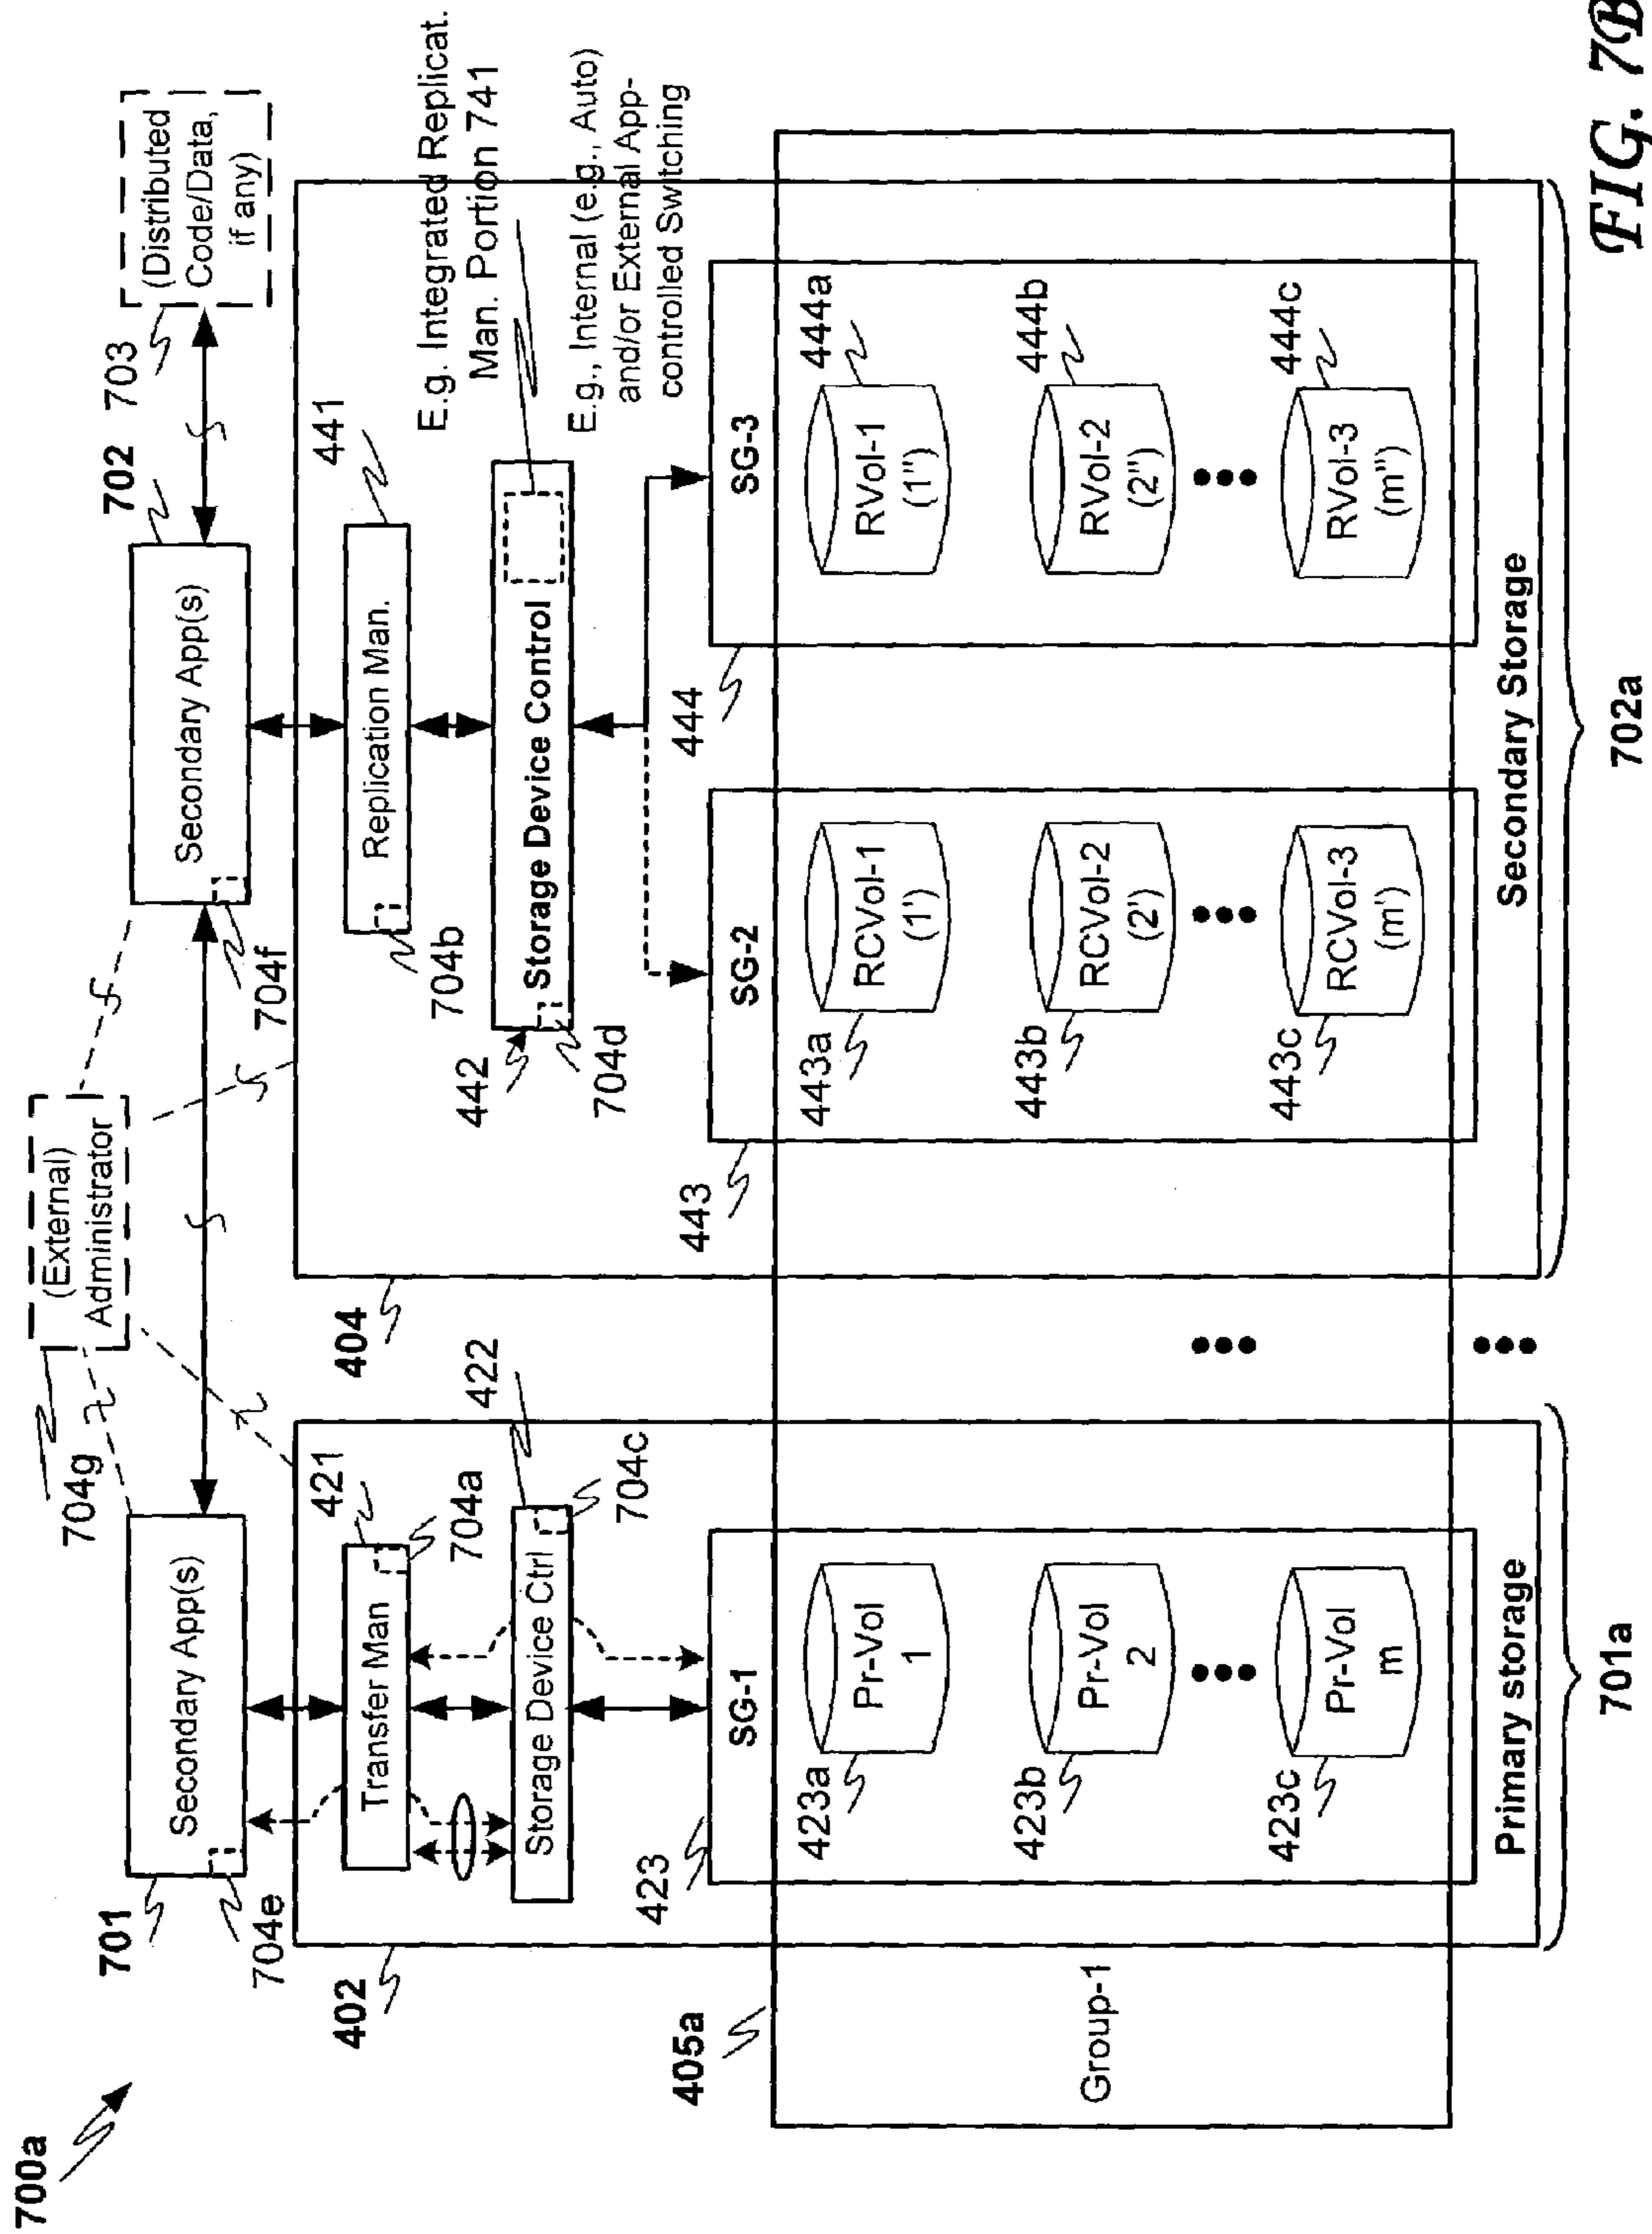 700a
701
Secondary App(s)
704e
704g
(External)
Administrator
702
Secondary App(s)
704f
703
(Distributed
Code/Data,
if any)
402
Transfer Man
421
704a
Storage Device Ctrl
422
704c
404
Replication Man.
441
704b
Storage Device Control
442
704d
E.g. Integrated Replicat.
Man. Portion 741
E.g., Internal (e.g., Auto)
and/or External App-
controlled Switching
405a
Group-1
423
SG-1
423a
Pr-Vol
1
423b
Pr-Vol
2
423c
Pr-Vol
m
Primary storage
701a
443
SG-2
443a
RCVol-1
(1')
443b
RCVol-2
(2')
443c
RCVol-3
(m')
444
SG-3
444a
RVol-1
(1")
444b
RVol-2
(2")
444c
RVol-3
(m")
Secondary Storage
702a
FIG. 7B